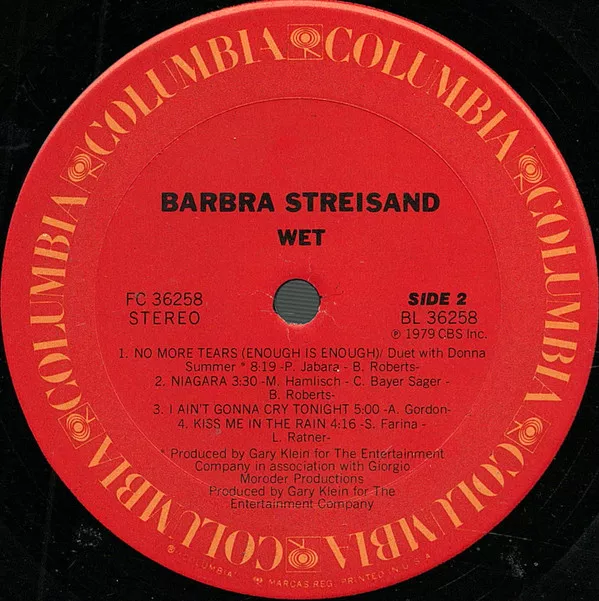 COLUMBIA COLUMBIA COLUMBIA COLUMBIA COLUMBIA COLUMBIA
BARBRA STREISAND
WET
FC 36258
STEREO
SIDE 2
BL 36258
℗ 1979 CBS Inc.
1. NO MORE TEARS (ENOUGH IS ENOUGH)/ Duet with Donna
Summer * 8:19 -P. Jabara - B. Roberts-
2. NIAGARA 3:30 -M. Hamlisch - C. Bayer Sager -
B. Roberts-
3. I AIN'T GONNA CRY TONIGHT 5:00 -A. Gordon-
4. KISS ME IN THE RAIN 4:16 -S. Farina -
L. Ratner-
* Produced by Gary Klein for The Entertainment
Company in association with Giorgio
Moroder Productions
Produced by Gary Klein for The
Entertainment Company
COLUMBIA MARCAS REG. PRINTED IN U.S.A.